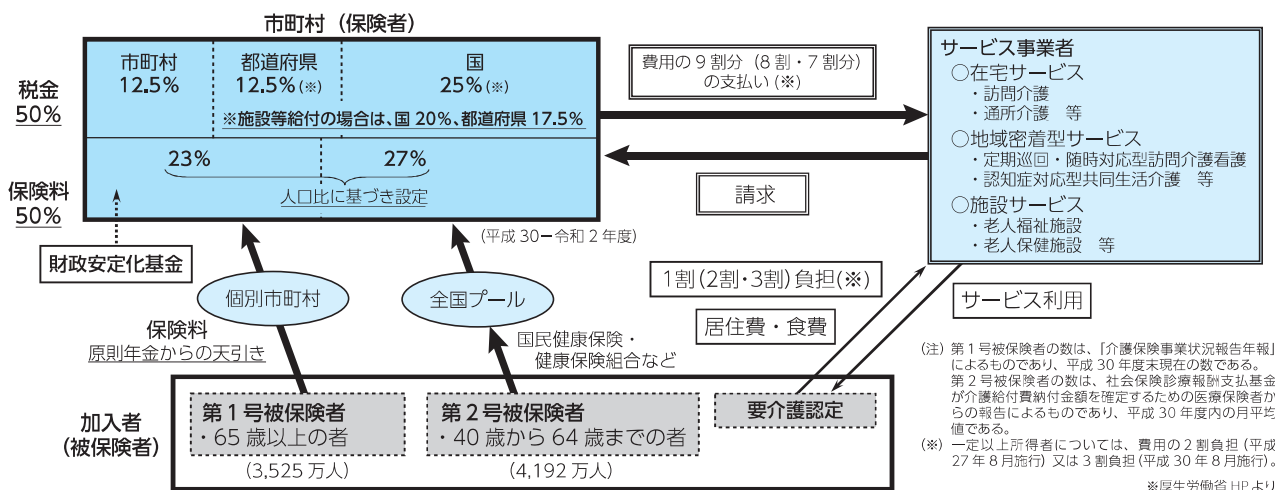 市町村(保険者)
税金
50%
市町村
12.5%
都道府県
12.5%(※)
国
25%(※)
※施設等給付の場合は、国 20%、都道府県 17.5%
保険料
50%
23%
27%
人口比に基づき設定
財政安定化基金
(平成 30-令和 2 年度)
費用の 9 割分(8 割・7 割分)
の支払い(※)
請求
サービス事業者
○在宅サービス
・訪問介護
・通所介護 等
○地域密着型サービス
・定期巡回・随時対応型訪問介護看護
・認知症対応型共同生活介護 等
○施設サービス
・老人福祉施設
・老人保健施設 等
個別市町村
全国プール
保険料
原則年金からの天引き
国民健康保険・
健康保険組合など
1割(2割・3割)負担(※)
居住費・食費
サービス利用
加入者
(被保険者)
第1号被保険者
・65 歳以上の者
(3,525 万人)
第2号被保険者
・40 歳から 64 歳までの者
(4,192 万人)
要介護認定
(注) 第1号被保険者の数は、「介護保険事業状況報告年報」
によるものであり、平成 30 年度末現在の数である。
第2号被保険者の数は、社会保険診療報酬支払基金
が介護給付費納付金額を確定するための医療保険者か
らの報告によるものであり、平成 30 年度内の月平均
値である。
(※) 一定以上所得者については、費用の2割負担(平成
27年8月施行)又は3割負担(平成30年8月施行)。
※厚生労働省 HP より